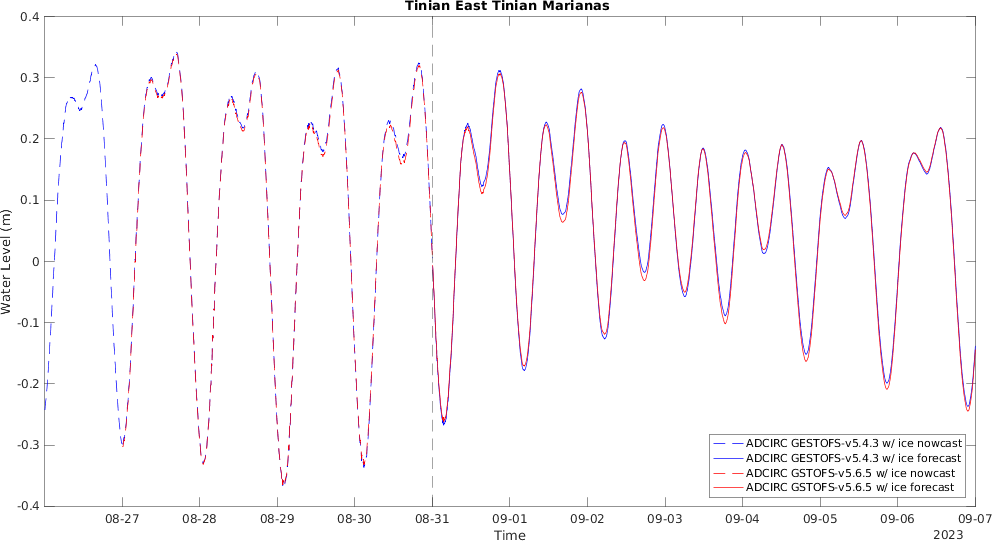 Tinian East Tinian Marianas
0.4
0.3
0.2
0.1
0
-0.1
-0.2
-0.3
-0.4
Water Level (m)
08-27 08-28 08-29 08-30 08-31 09-01 09-02 09-03 09-04 09-05 09-06 09-07
Time
2023
ADCIRC GESTOFS-v5.4.3 w/ ice nowcast
ADCIRC GESTOFS-v5.4.3 w/ ice forecast
ADCIRC GSTOFS-v5.6.5 w/ ice nowcast
ADCIRC GSTOFS-v5.6.5 w/ ice forecast